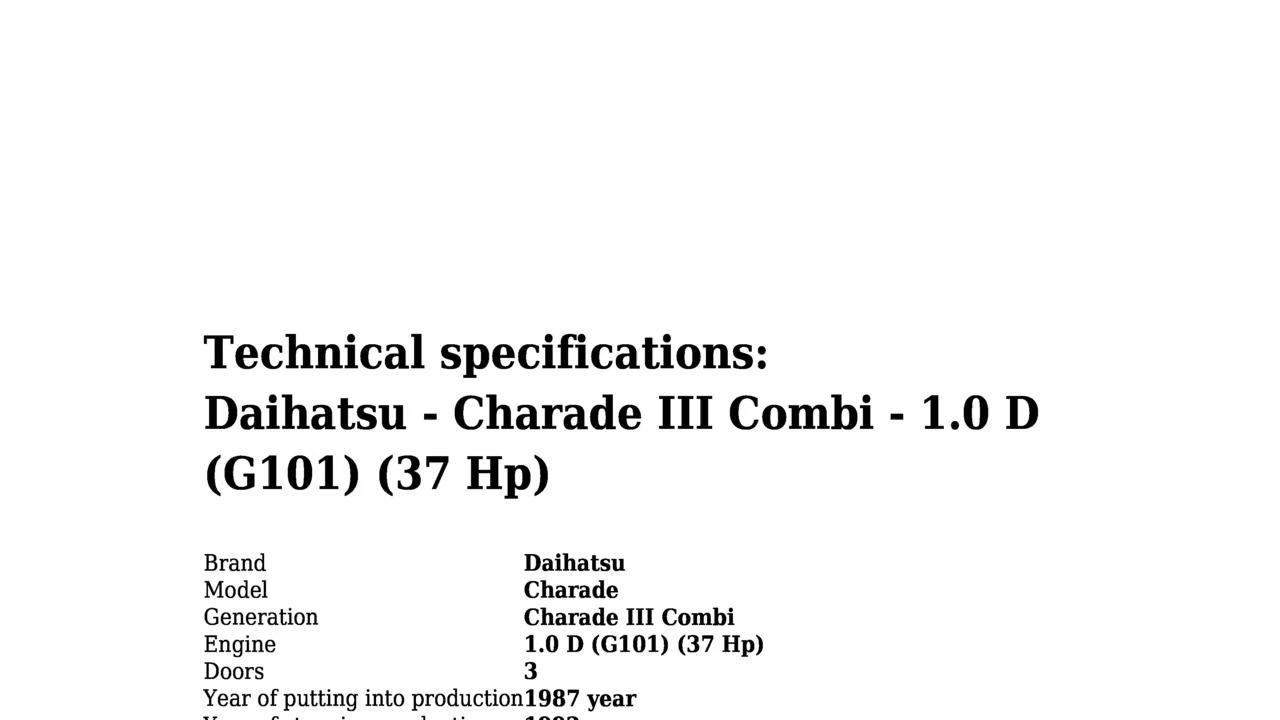 Technical specifications:
Daihatsu - Charade III Combi - 1.0 D
(G101) (37 Hp)
Brand Daihatsu
Model Charade
Generation Charade III Combi
Engine 1.0 D (G101) (37 Hp)
Doors 3
Year of putting into production 1987 year